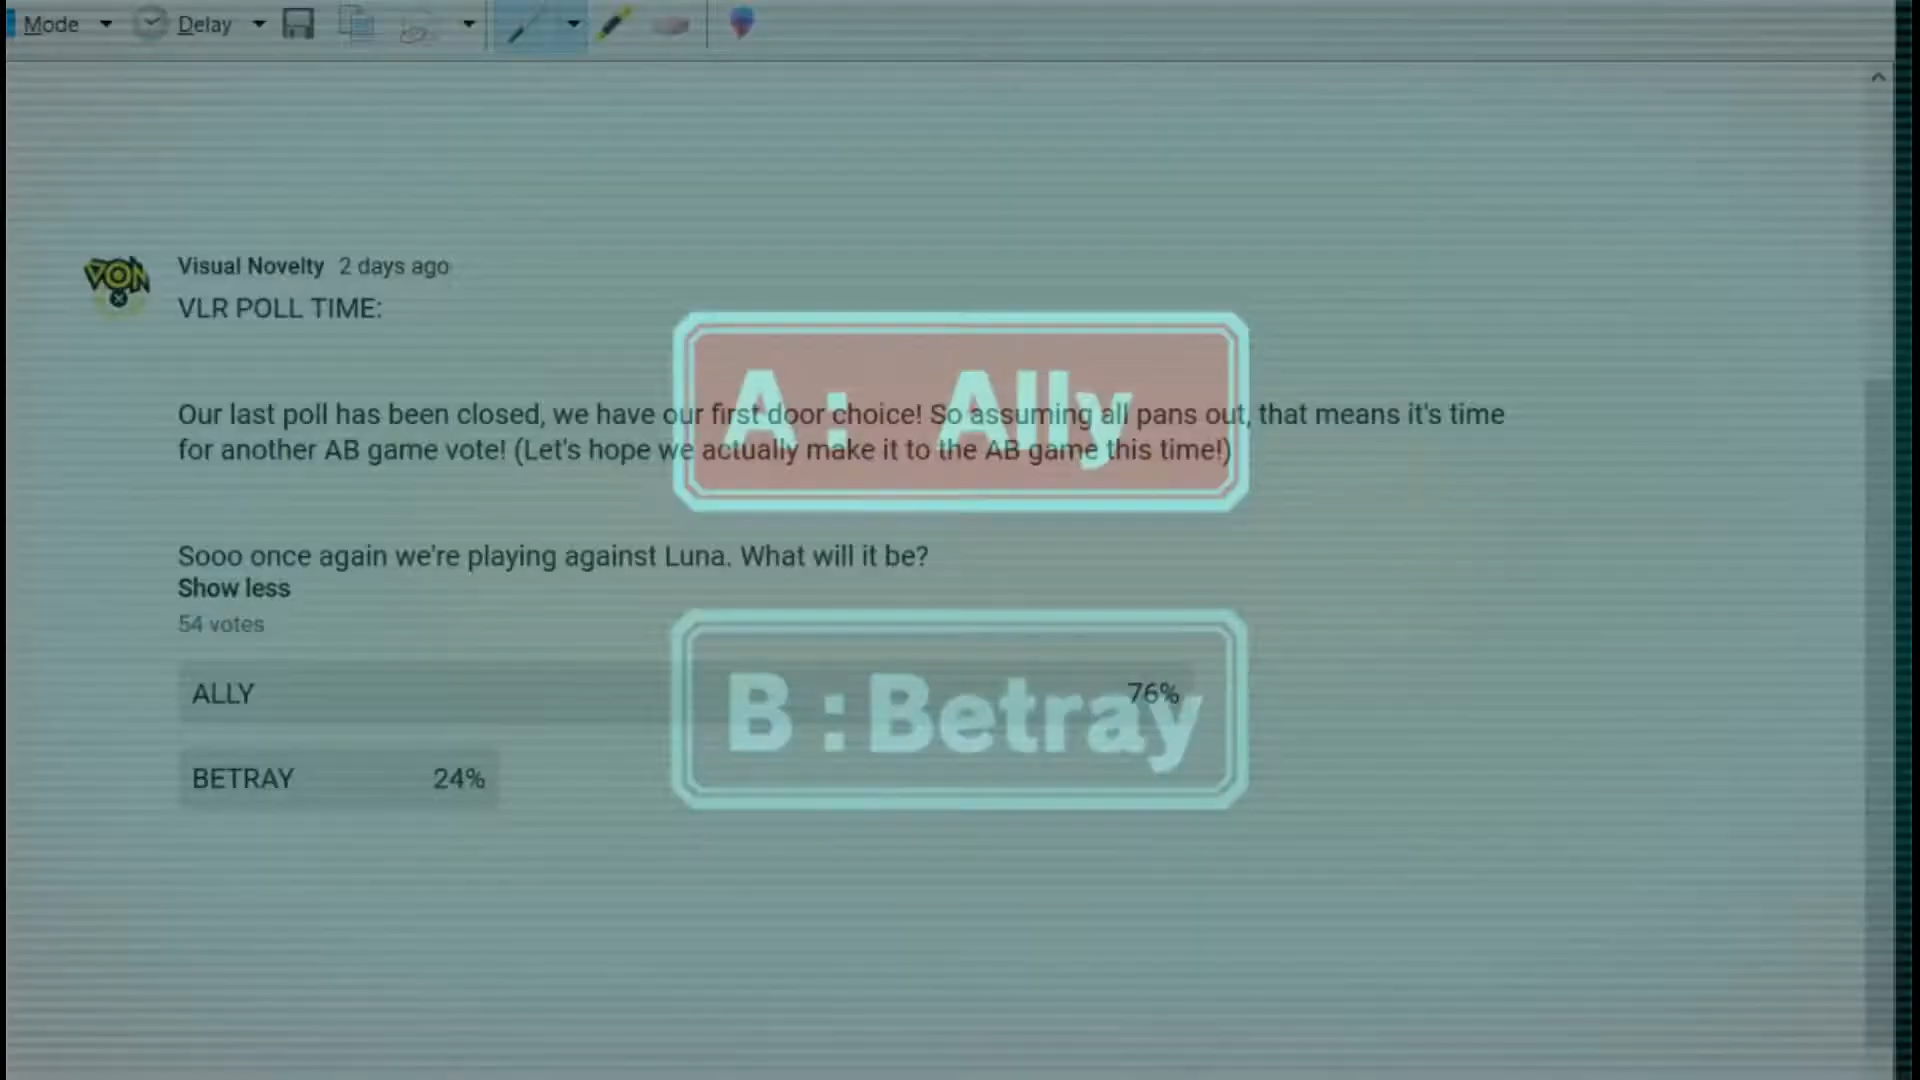 Mode Delay
VON
Visual Novelty 2 days ago
VLR POLL TIME:
Our last poll has been closed, we have our first door choice! So assuming all pans out, that means it's time
for another AB game vote! (Let's hope we actually make it to the AB game this time!)
A : Ally
Sooo once again we're playing against Luna. What will it be?
Show less
54 votes
ALLY 76%
B : Betray
BETRAY 24%